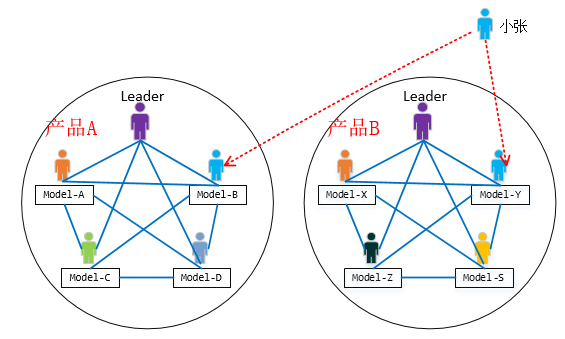 小张
Leader
产品A
Model-A
Model-B
Model-C
Model-D
Leader
产品B
Model-X
Model-Y
Model-Z
Model-S